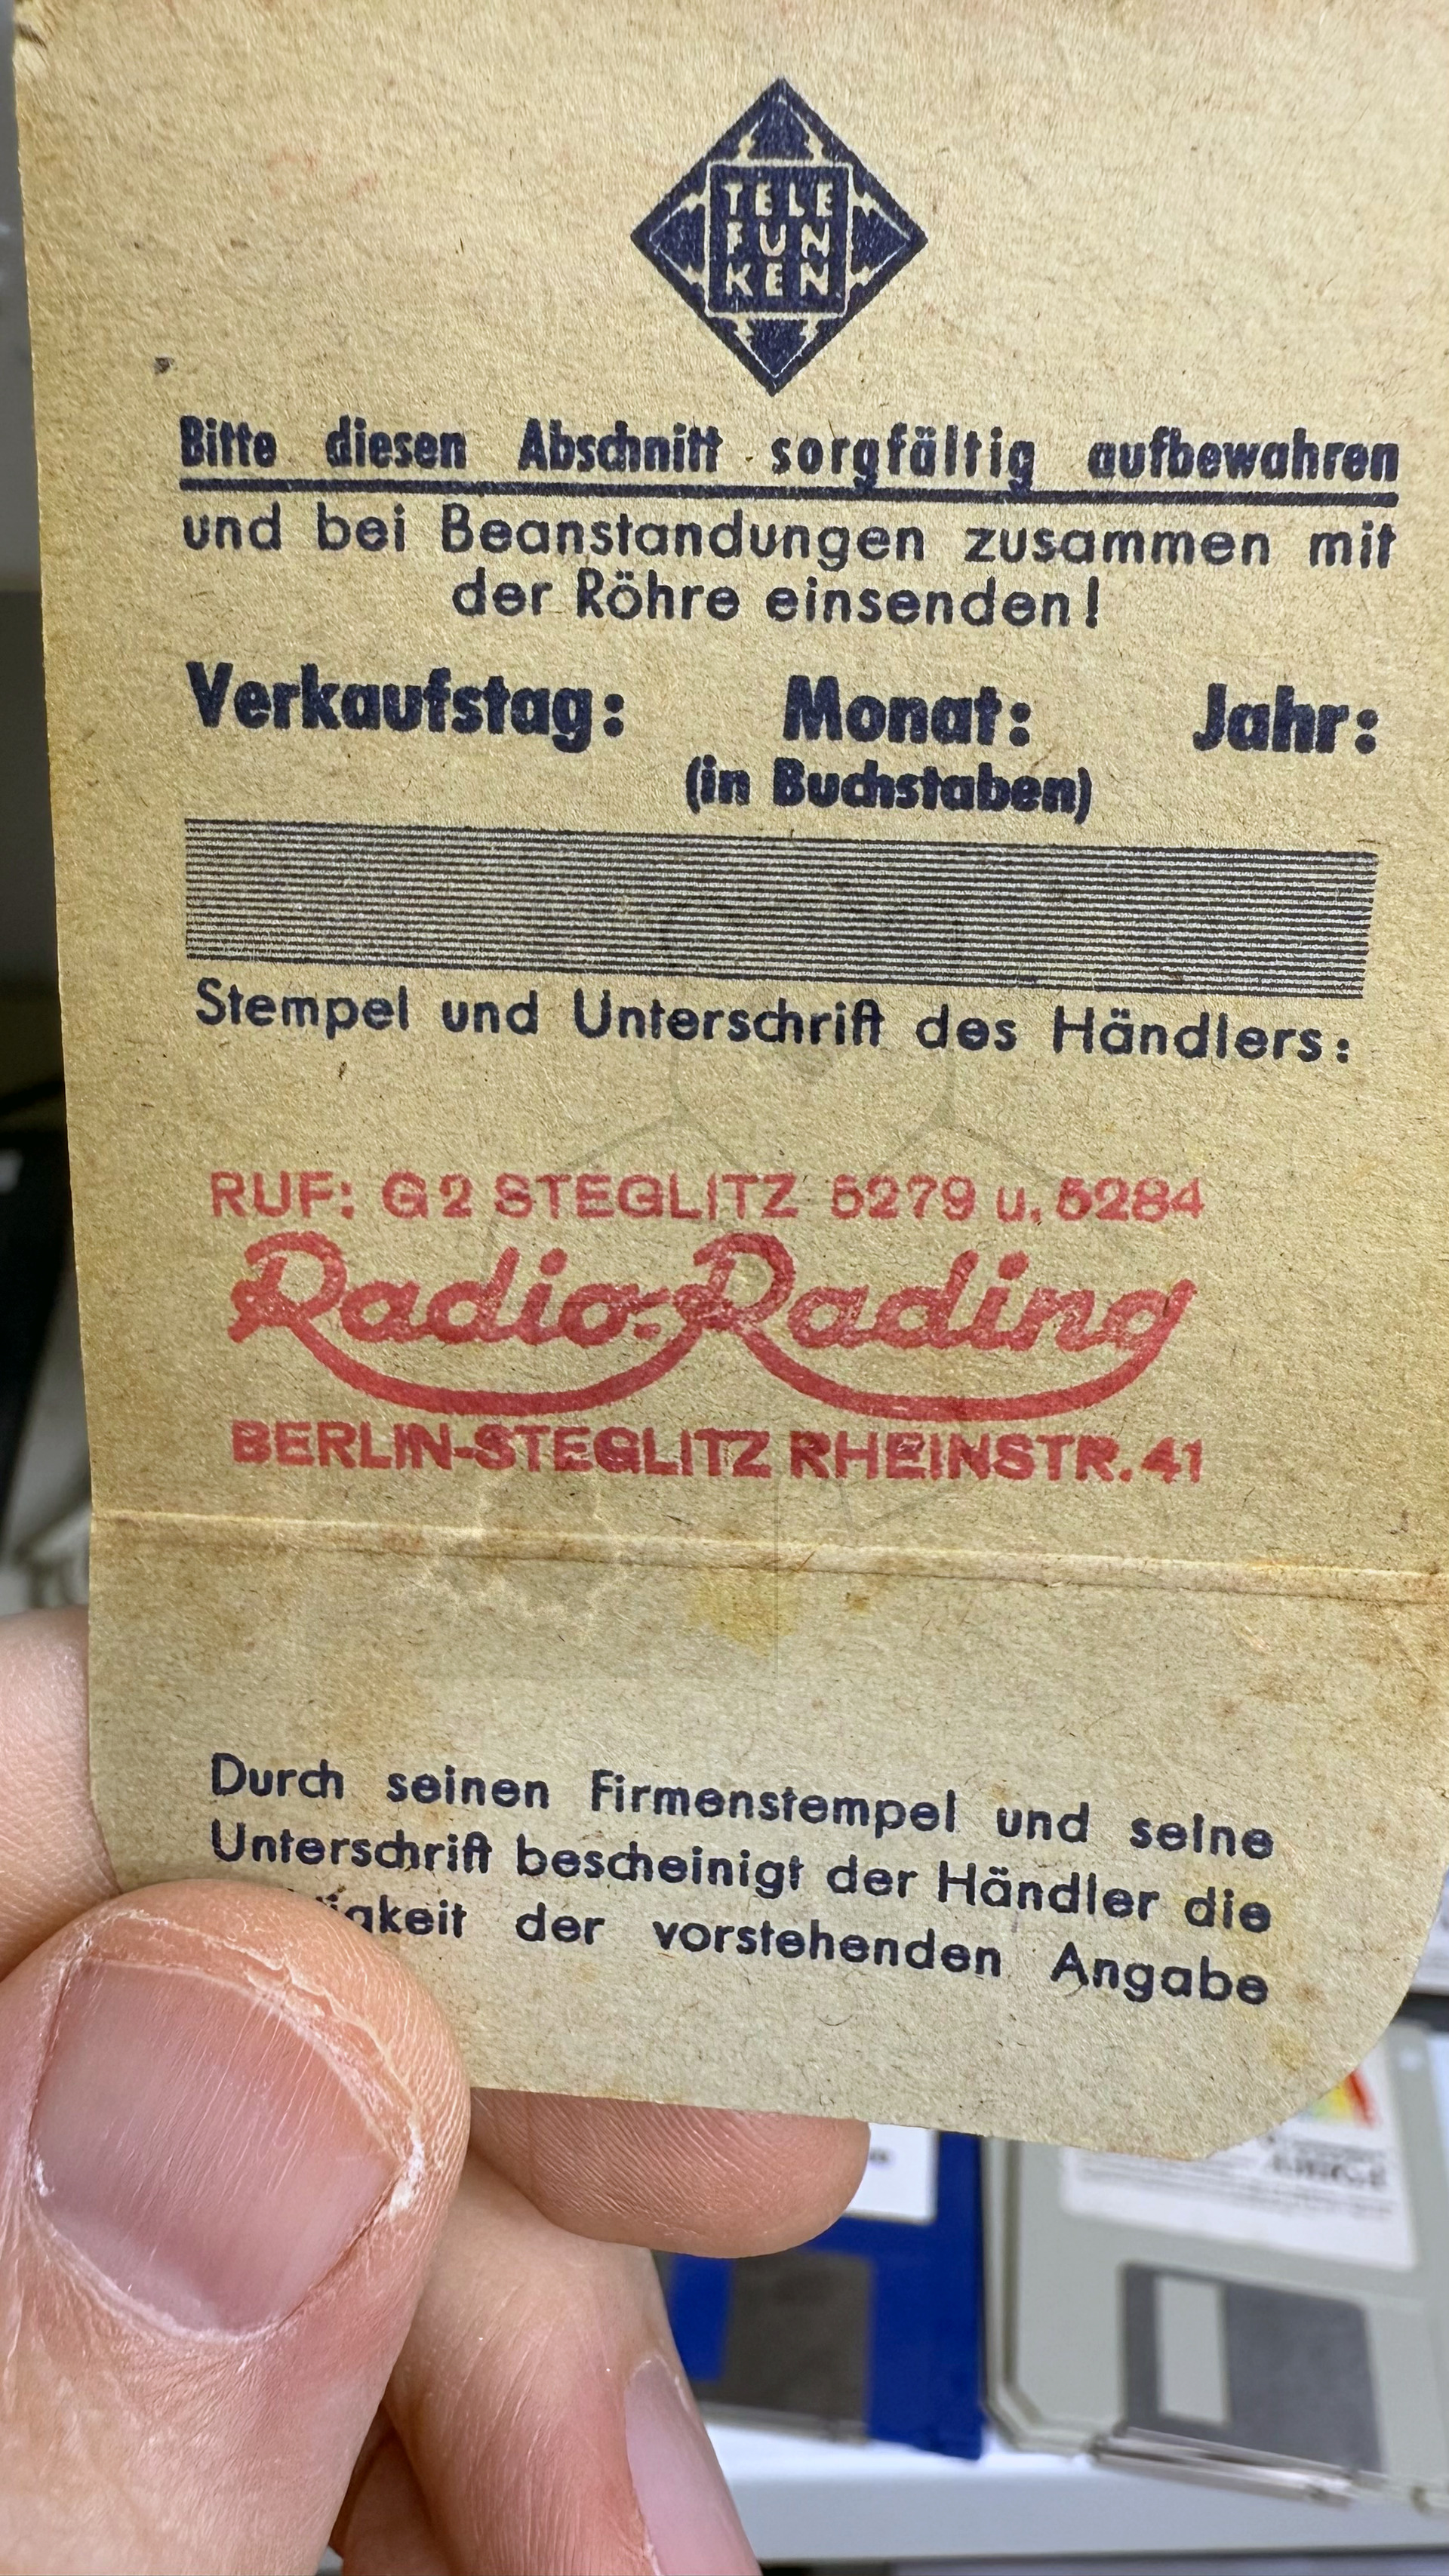 TELE
FUN
KEN
Bitte diesen Abschnitt sorgfältig aufbewahren
und bei Beanstandungen zusammen mit
der Röhre einsenden!
Verkaufstag: Monat: Jahr:
(in Buchstaben)
Stempel und Unterschrift des Händlers:
RUF: G2 STEGLITZ 5279 u. 5284
Radio-Rading
BERLIN-STEGLITZ RHEINSTR. 41
Durch seinen Firmenstempel und seine
Unterschrift bescheinigt der Händler die
der vorstehenden Angabe